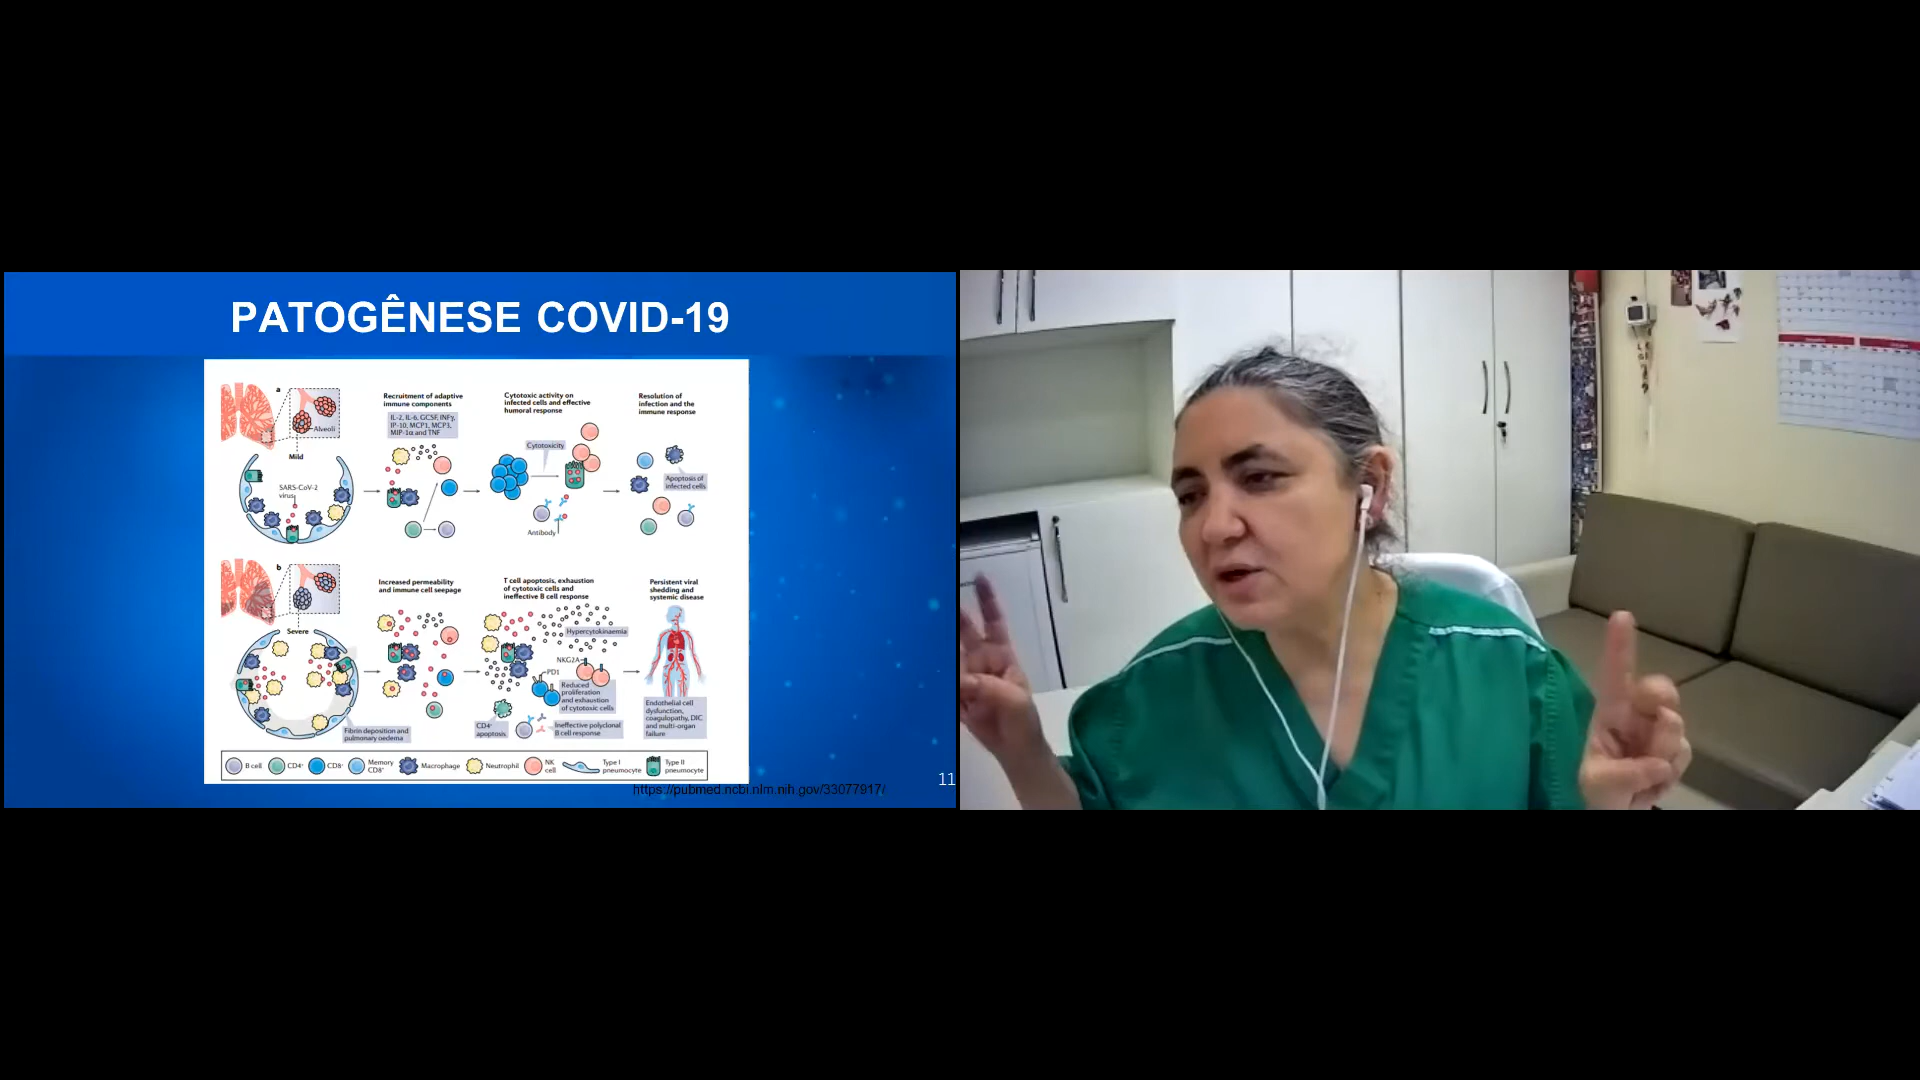 PATOGÊNESE COVID-19
a
Alveoli
Mild
SARS-CoV-2
virus
Recruitment of adaptive
immune components
IL-2, IL-6, GCSF, INFγ,
IP-10, MCP1, MCP3,
MIP-1α and TNF
Cytotoxic activity on
infected cells and effective
humoral response
Cytotoxicity
Antibody
Resolution of
infection and the
immune response
Apoptosis of
infected cells
b
Severe
Fibrin deposition and
pulmonary oedema
Increased permeability
and immune cell seepage
T cell apoptosis, exhaustion
of cytotoxic cells and
ineffective B cell response
Hypercytokinaemia
NKG2A
PD1
Reduced
proliferation
and exhaustion
of cytotoxic cells
CD4+
apoptosis
Ineffective polyclonal
B cell response
Persistent viral
shedding and
systemic disease
Endothelial cell
dysfunction,
coagulopathy, DIC
and multi-organ
failure
B cell
CD4+
CD8+
Memory
CD8+
Macrophage
Neutrophil
NK
cell
Type I
pneumocyte
Type II
pneumocyte
https://pubmed.ncbi.nlm.nih.gov/33077917/
11